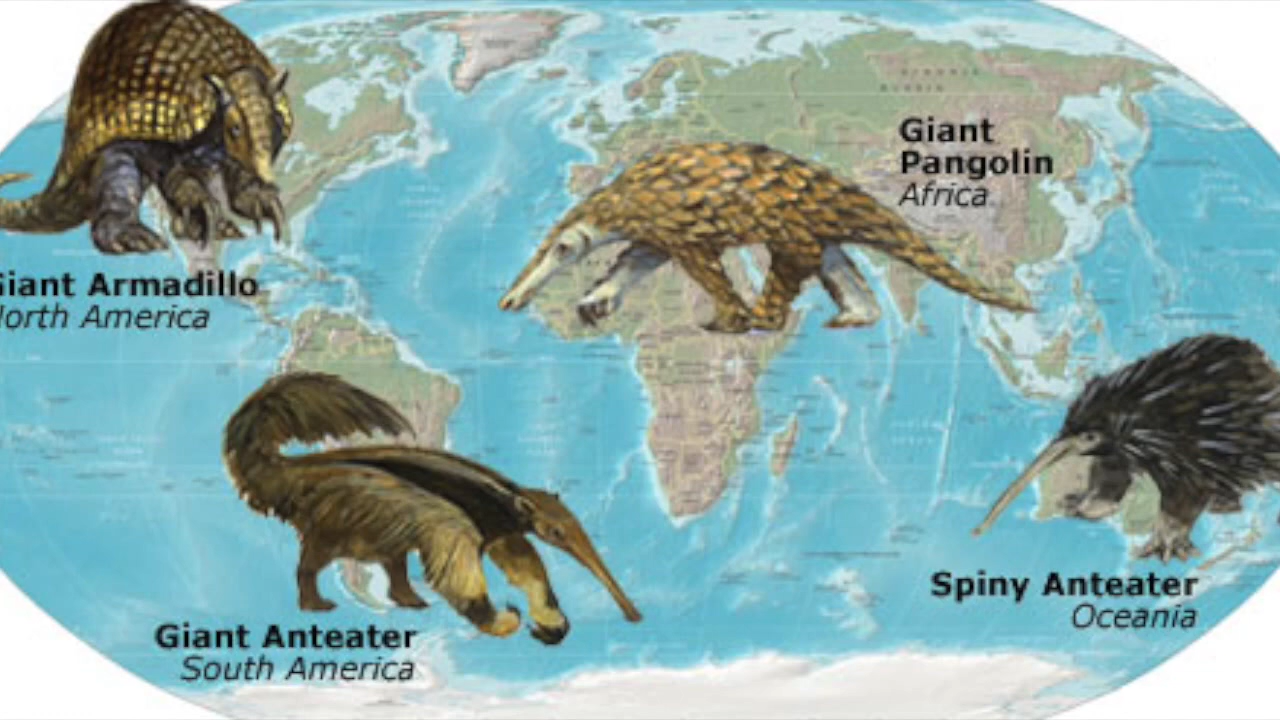 Giant
Pangolin
Africa
iant Armadillo
orth America
Spiny Anteater
Oceania
Giant Anteater
South America